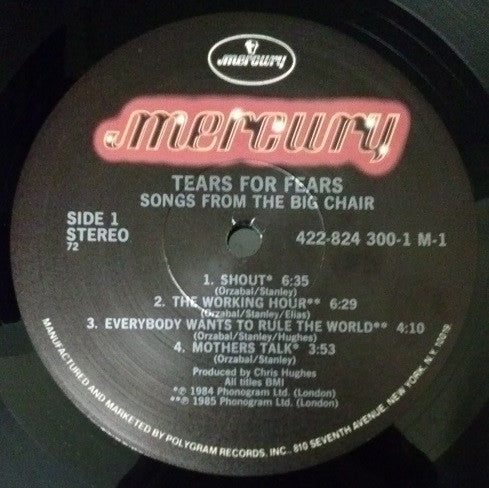 mercury
mercury
TEARS FOR FEARS
SONGS FROM THE BIG CHAIR
SIDE 1
STEREO
72
422-824 300-1 M-1
1. SHOUT* 6:35
(Orzabal/Stanley)
2. THE WORKING HOUR** 6:29
(Orzabal/Stanley/Elias)
3. EVERYBODY WANTS TO RULE THE WORLD** 4:10
(Orzabal/Stanley/Hughes)
4. MOTHERS TALK* 3:53
(Orzabal/Stanley)
Produced by Chris Hughes
All titles BMI
*℗ 1984 Phonogram Ltd. (London)
**℗ 1985 Phonogram Ltd. (London)
MANUFACTURED AND MARKETED BY POLYGRAM RECORDS, INC., 810 SEVENTH AVENUE, NEW YORK, N.Y. 10019